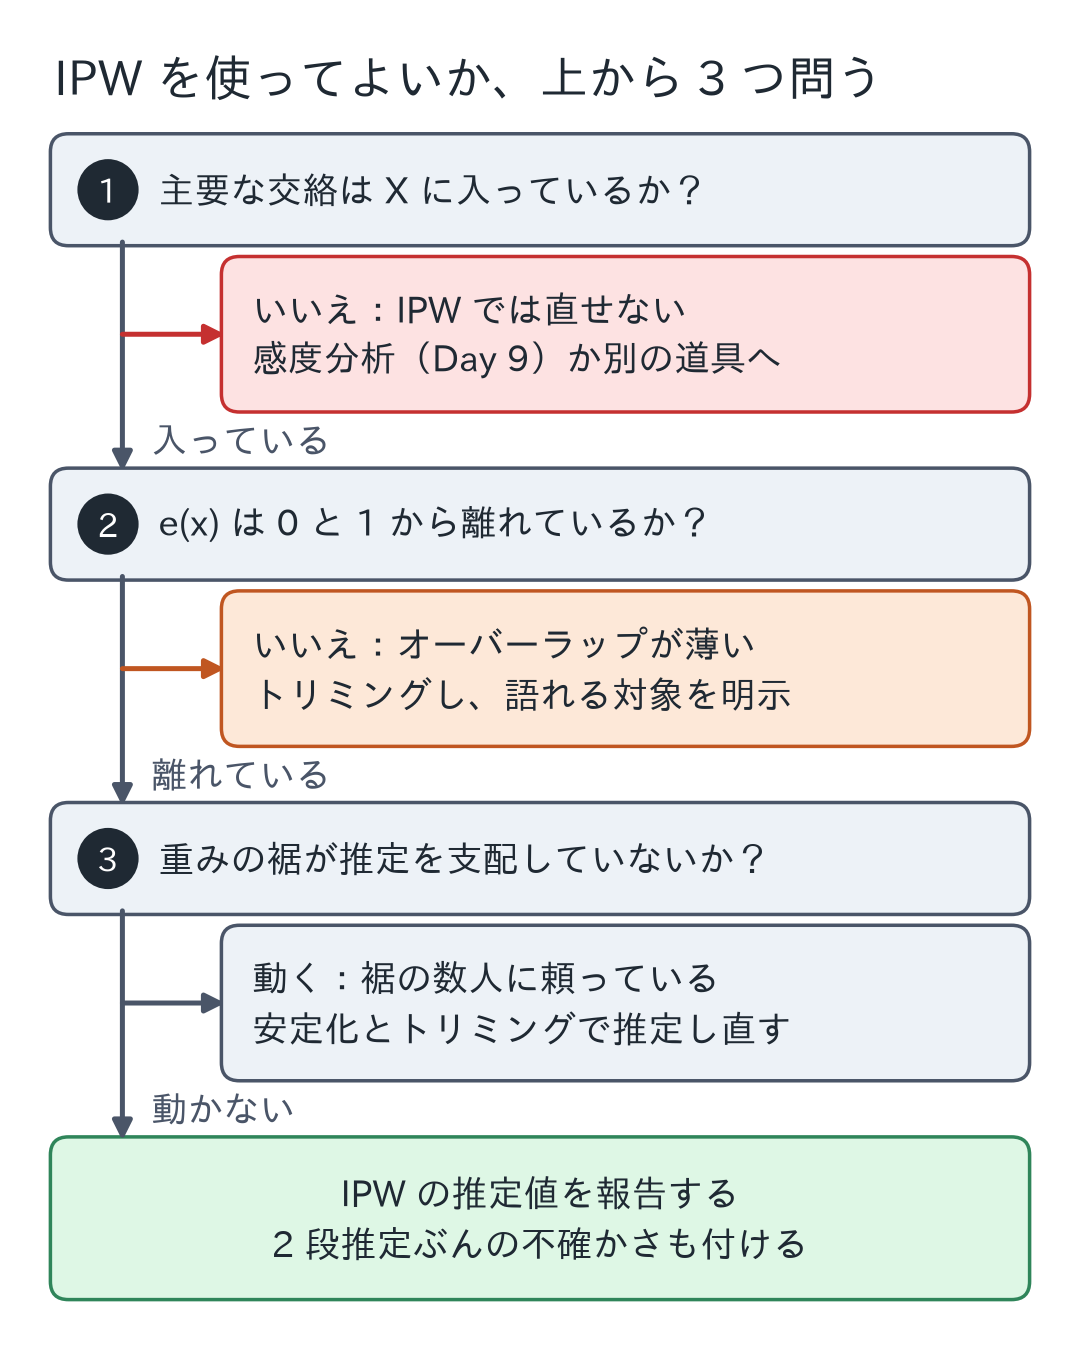 IPW を使ってよいか、上から 3 つ問う
1 主要な交絡は X に入っているか？
いいえ：IPW では直せない
感度分析（Day 9）か別の道具へ
入っている
2 e(x) は 0 と 1 から離れているか？
いいえ：オーバーラップが薄い
トリミングし、語れる対象を明示
離れている
3 重みの裾が推定を支配していないか？
動く：裾の数人に頼っている
安定化とトリミングで推定し直す
動かない
IPW の推定値を報告する
2 段推定ぶんの不確かさも付ける